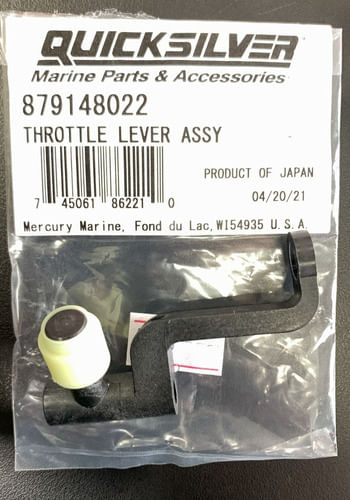 QUICKSILVER
Marine Parts & Accessories
879148022
THROTTLE LEVER ASSY
PRODUCT OF JAPAN
7 45061 86221 0
04/20/21
Mercury Marine, Fond du Lac, WI54935 U.S.A.